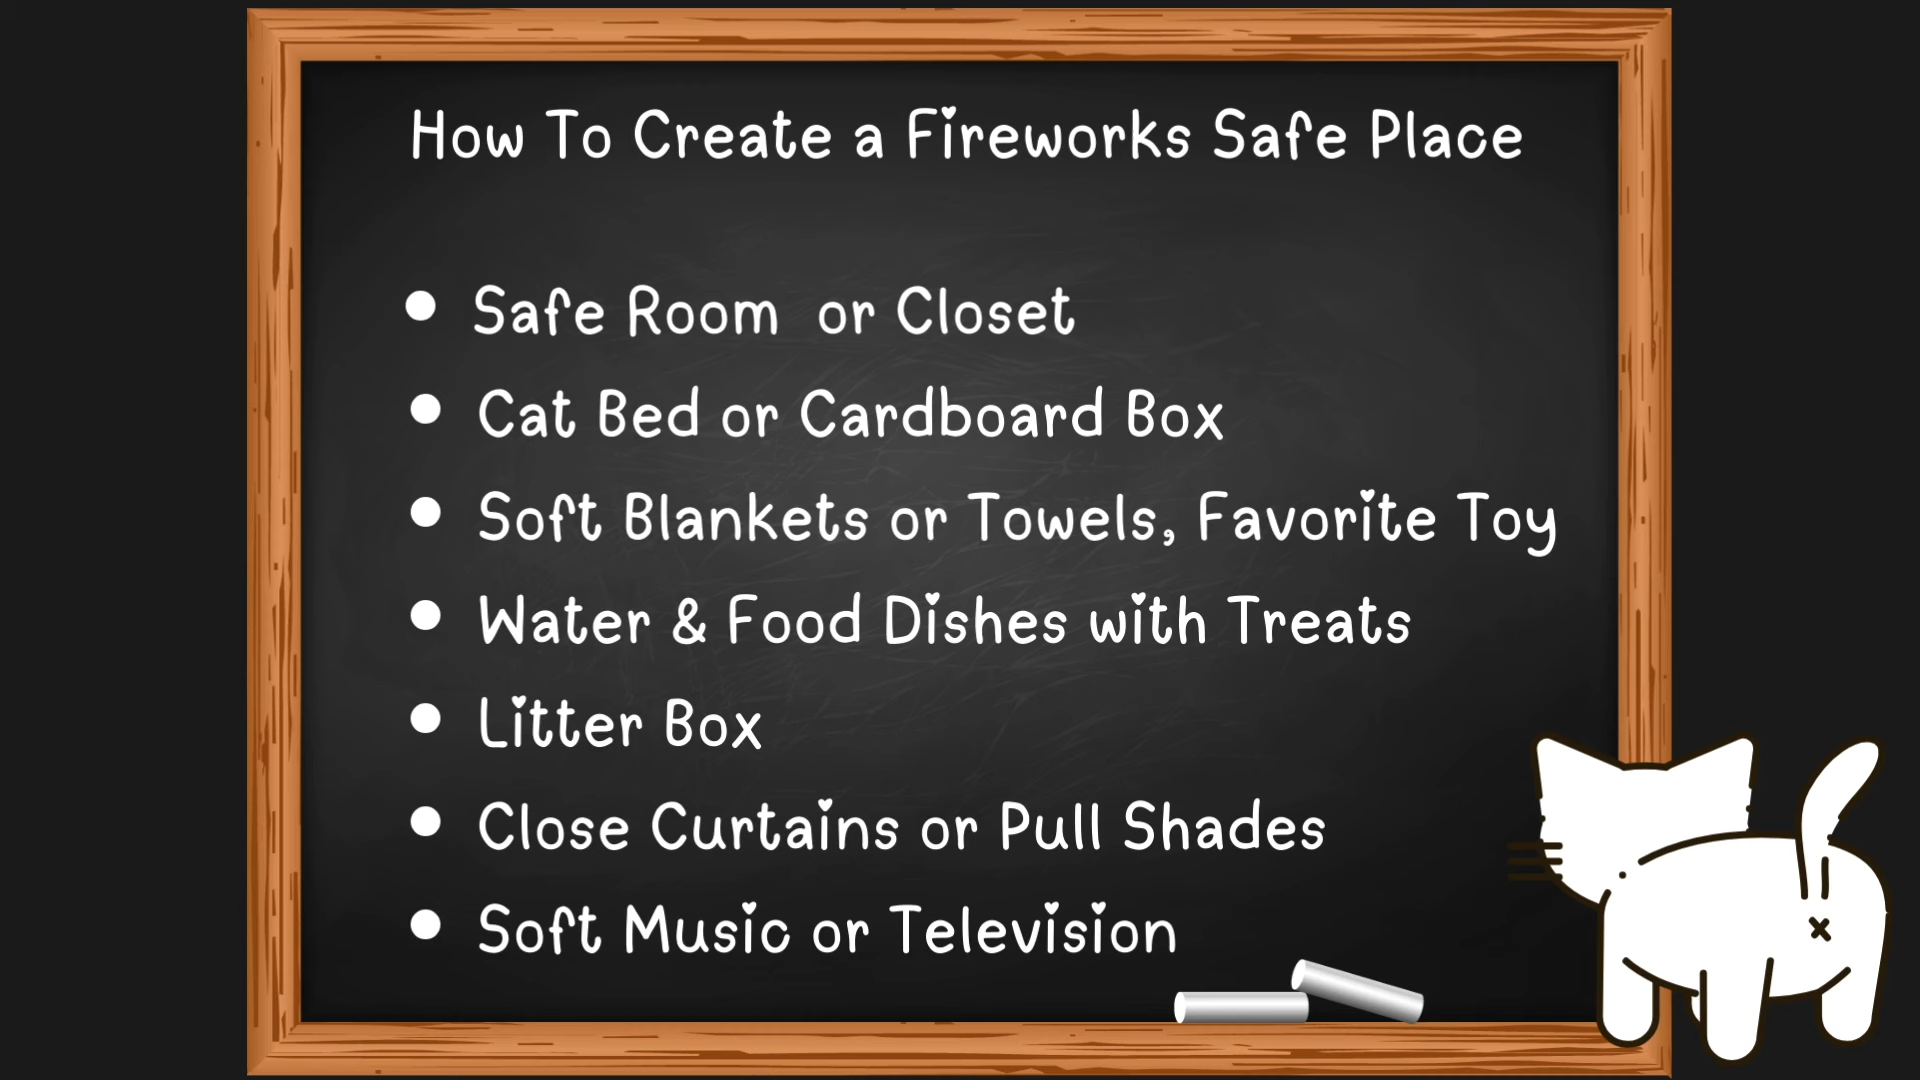 How To Create a Fireworks Safe Place
• Safe Room or Closet
• Cat Bed or Cardboard Box
• Soft Blankets or Towels, Favorite Toy
• Water & Food Dishes with Treats
• Litter Box
• Close Curtains or Pull Shades
• Soft Music or Television